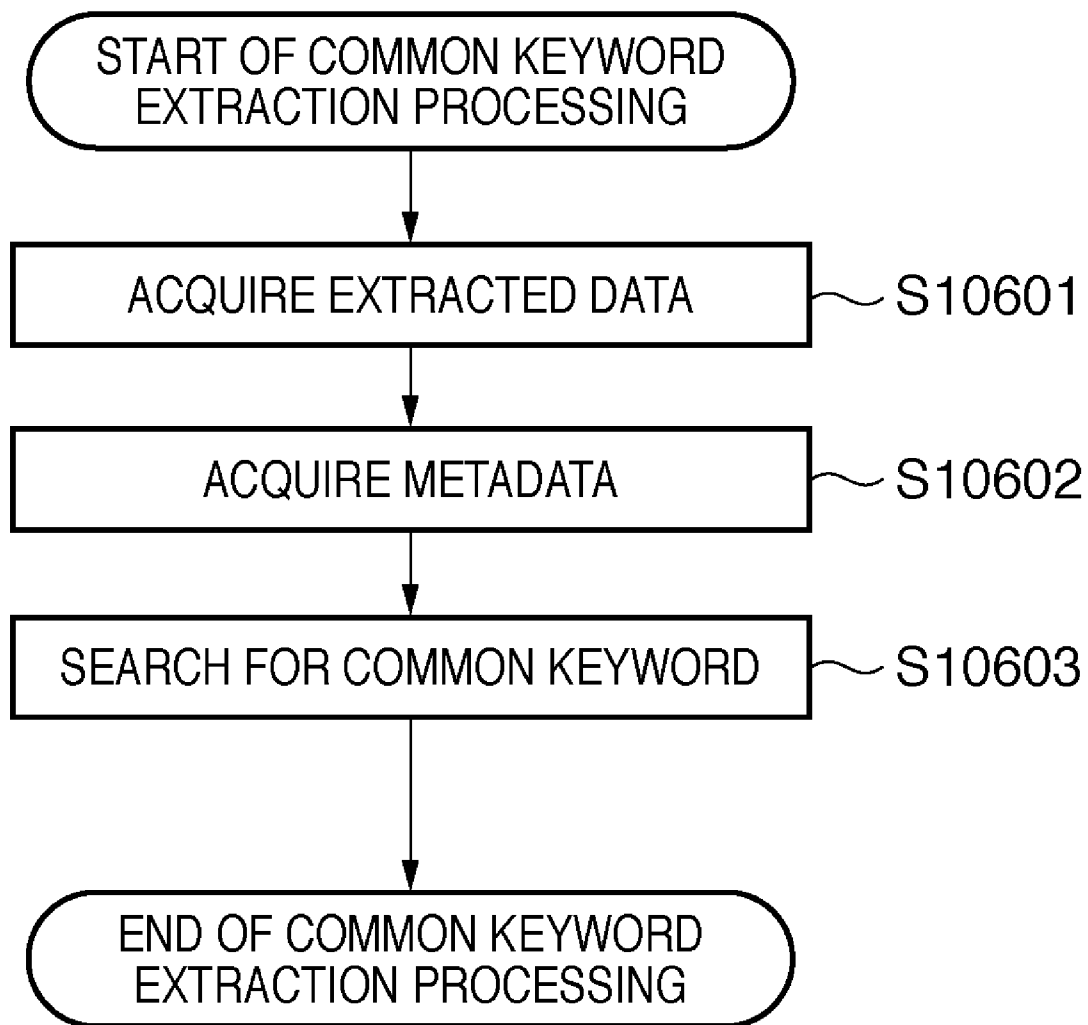 START OF COMMON KEYWORD
EXTRACTION PROCESSING
ACQUIRE EXTRACTED DATA
S10601
ACQUIRE METADATA
S10602
SEARCH FOR COMMON KEYWORD
S10603
END OF COMMON KEYWORD
EXTRACTION PROCESSING